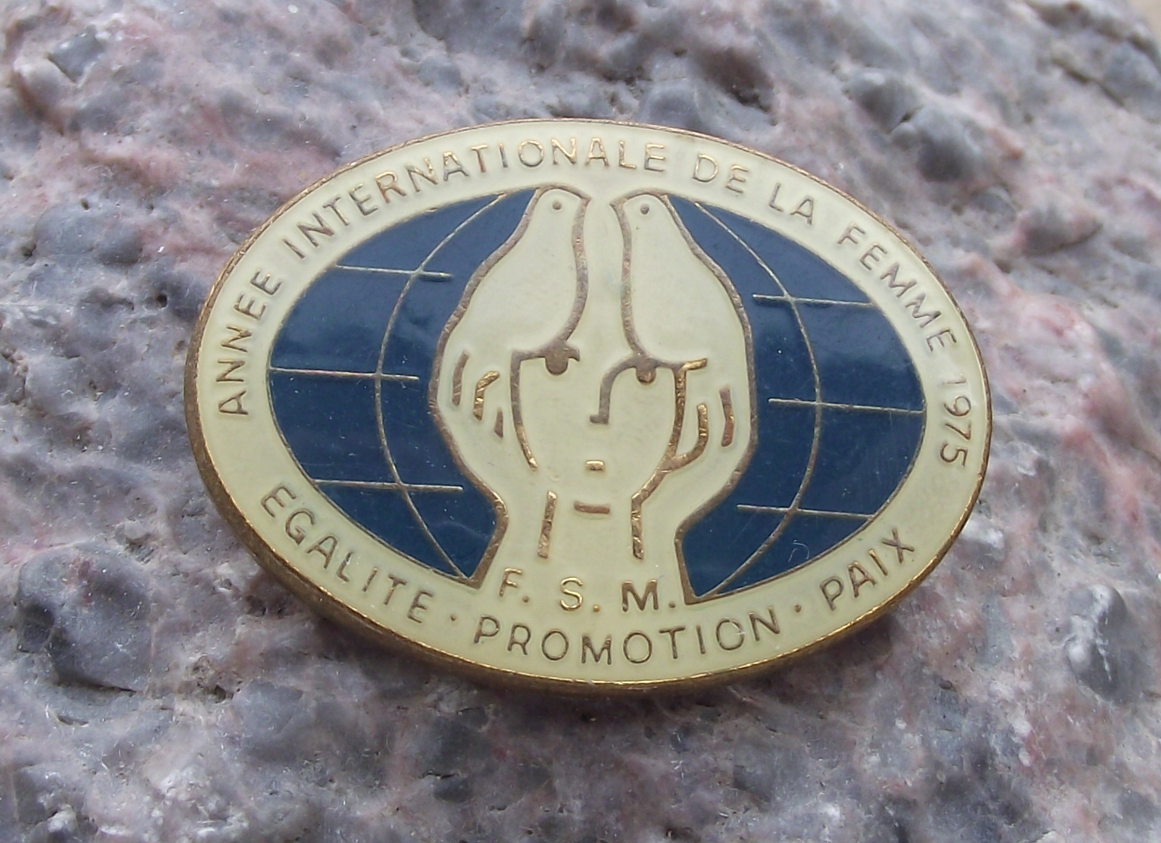 ANNEE INTERNATIONALE DE LA FEMME 1975
F. S. M.
EGALITE · PROMOTION · PAIX